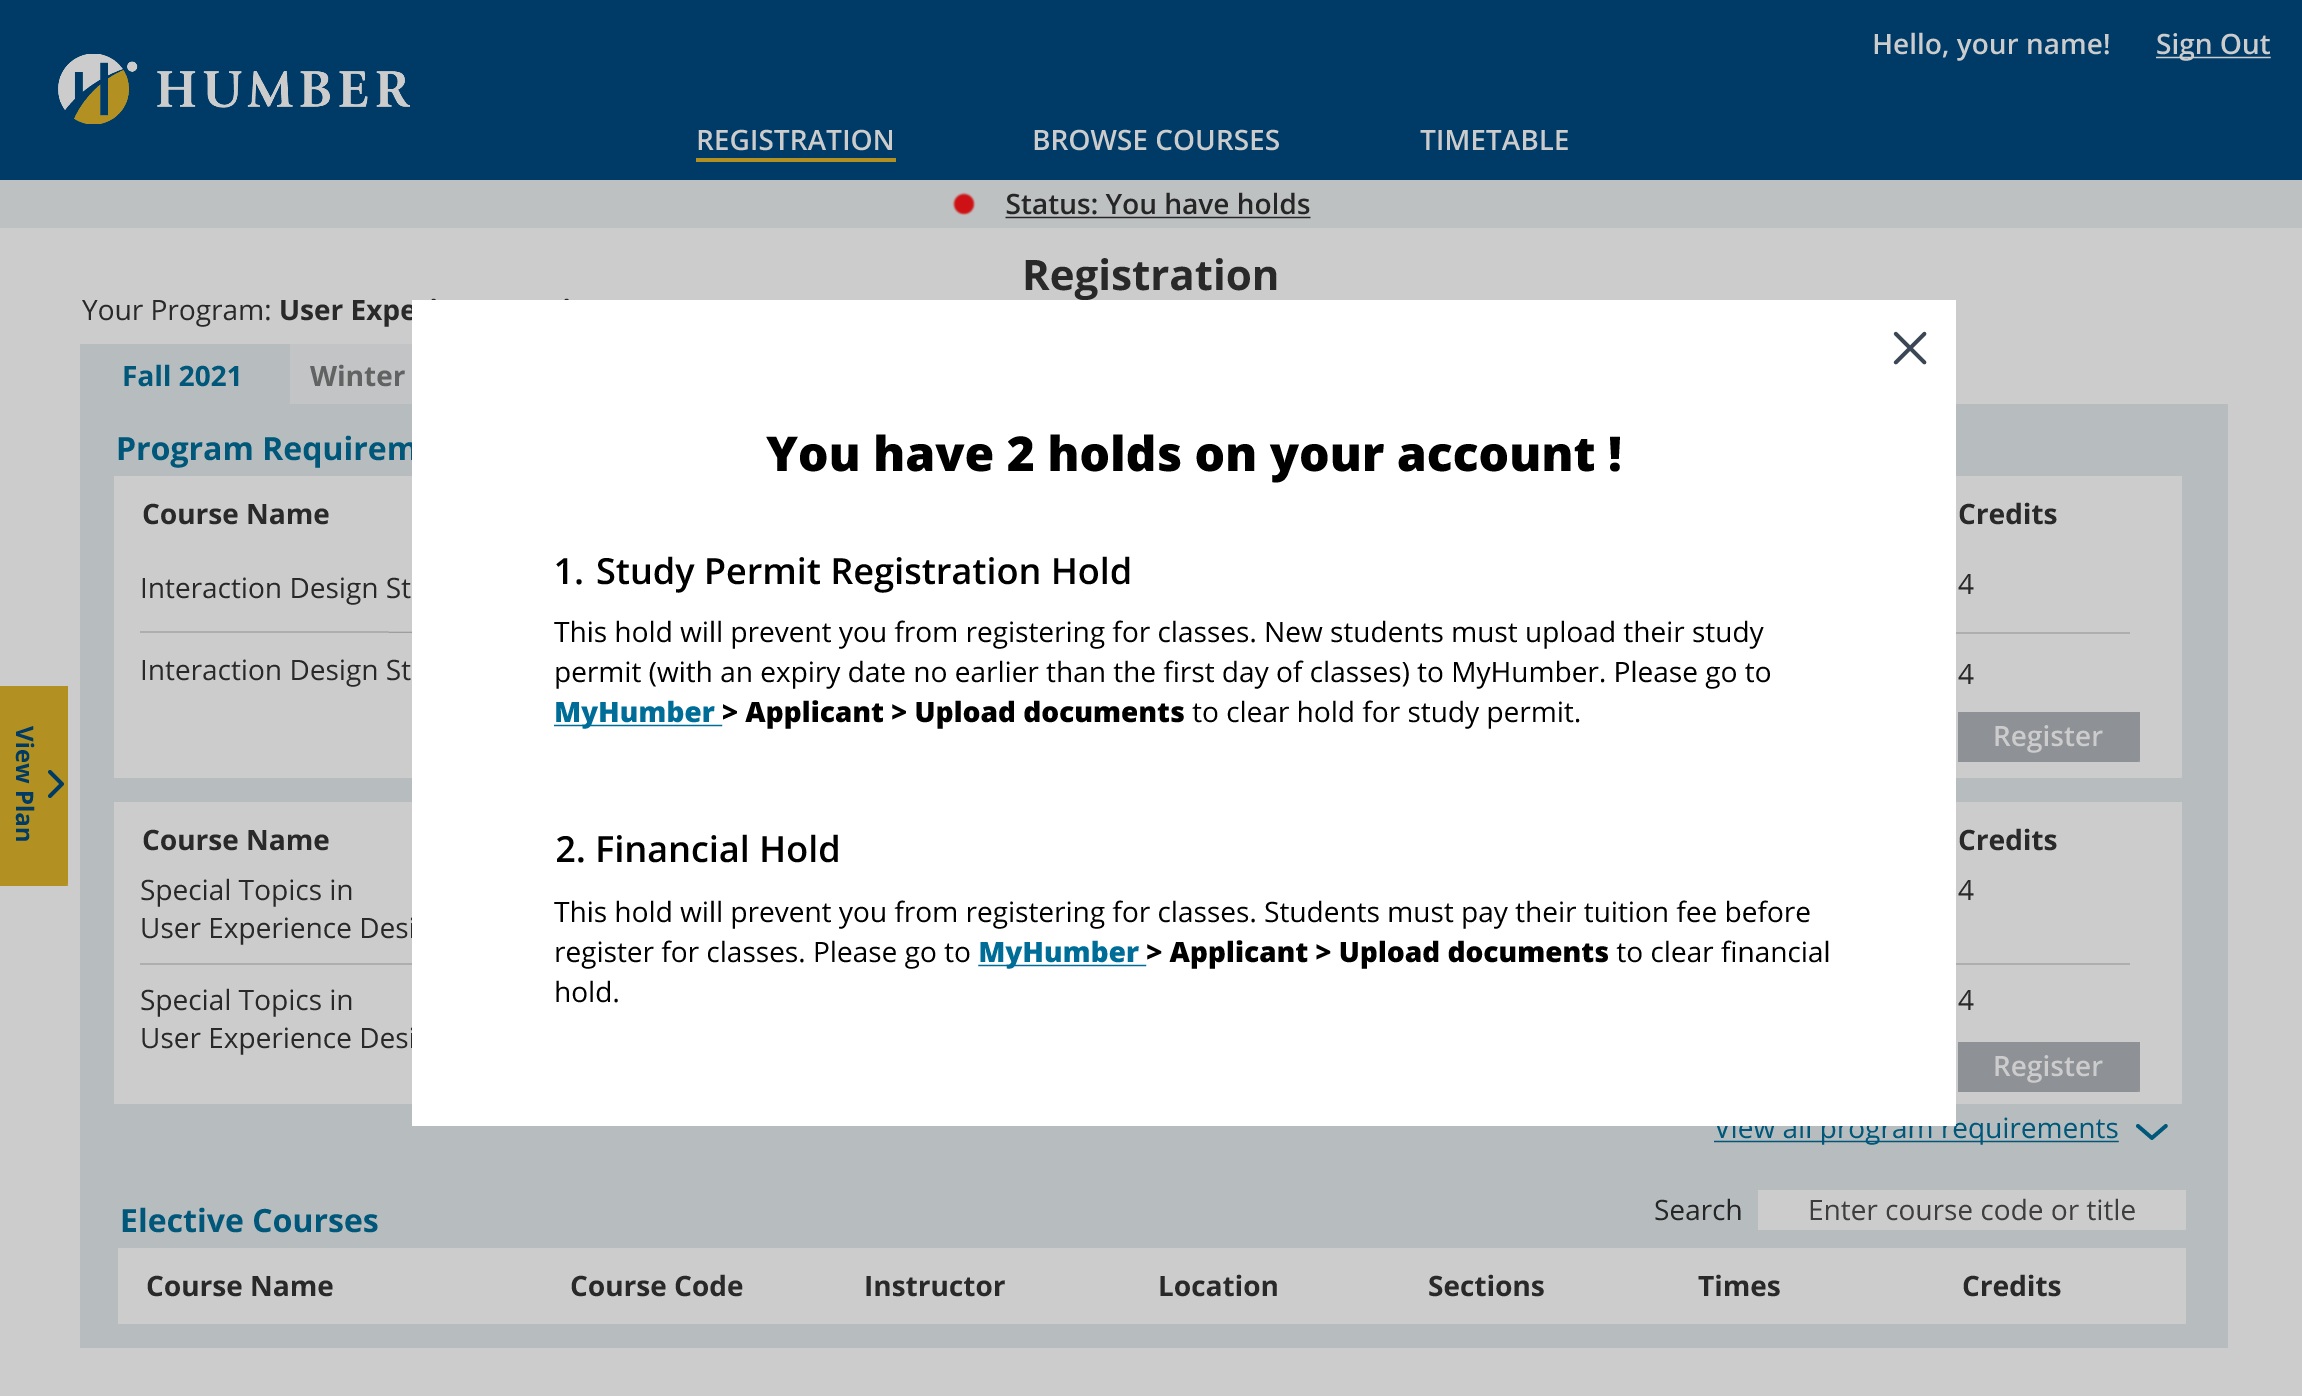 Hello, your name! Sign Out
HUMBER
REGISTRATION BROWSE COURSES TIMETABLE
Status: You have holds
Registration
Your Program: User
Fall 2021 Winter
Program
You have 2 holds on your account !
Course Name Credits
1. Study Permit Registration Hold
Interaction Design 4
This hold will prevent you from registering for classes. New students must upload their study
permit (with an expiry date no earlier than the first day of classes) to MyHumber. Please go to
MyHumber > Applicant > Upload documents to clear hold for study permit.
Interaction Design 4
Register
View Plan
2. Financial Hold
Course Name Credits
Special Topics in 4
User Experience
This hold will prevent you from registering for classes. Students must pay their tuition fee before
register for classes. Please go to MyHumber > Applicant > Upload documents to clear financial
hold.
Special Topics in 4
User Experience
Register
View all program requirements
Elective Courses Search Enter course code or title
Course Name Course Code Instructor Location Sections Times Credits